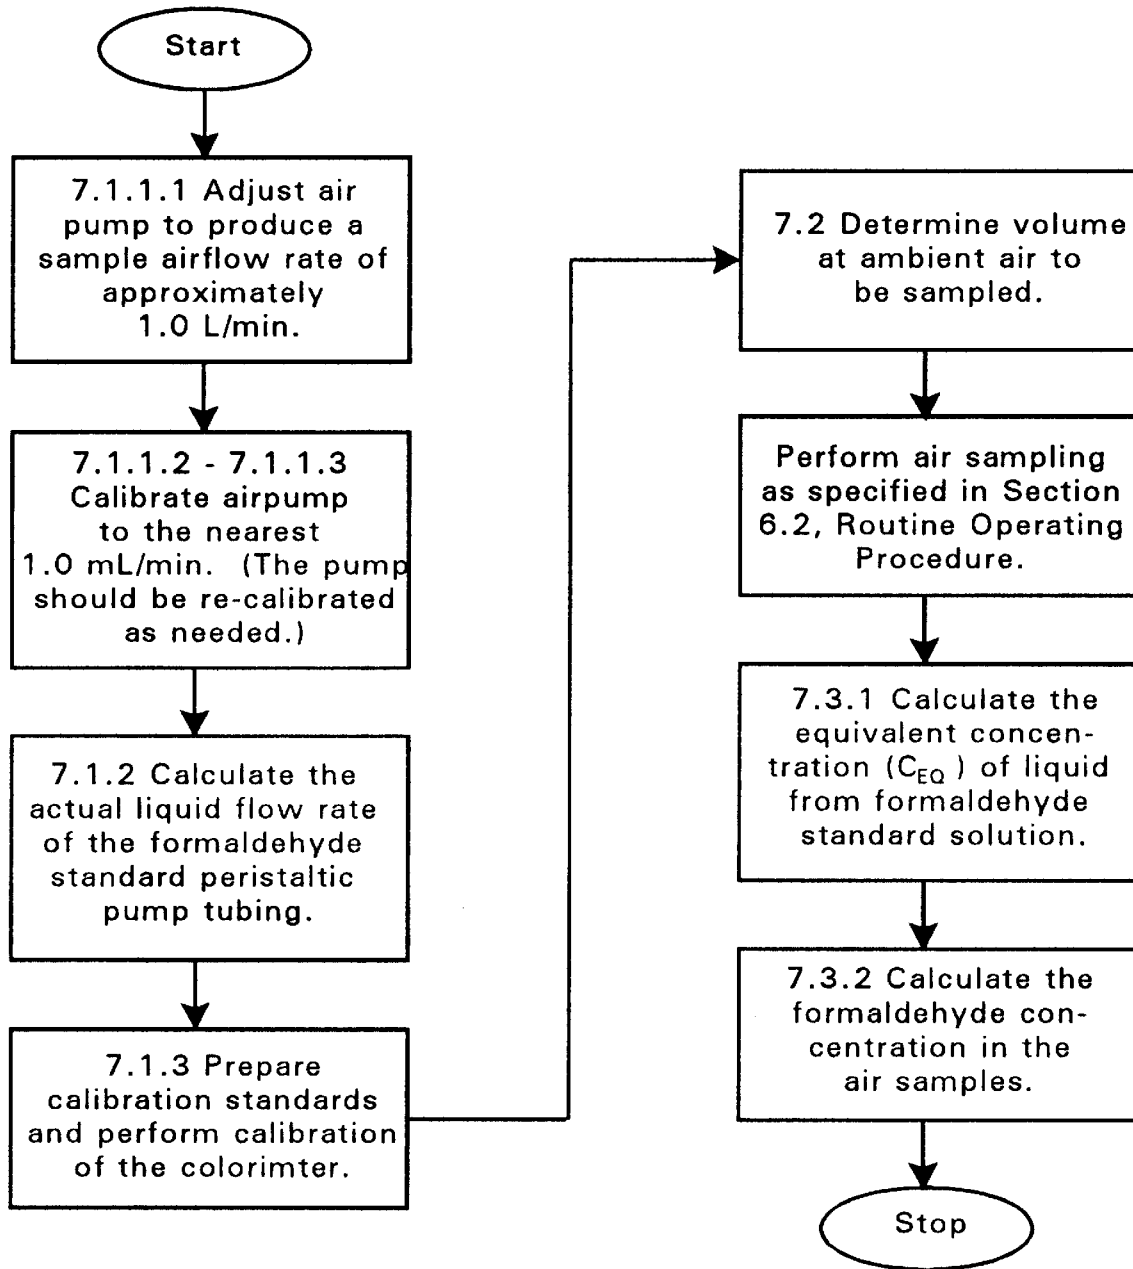 Start
7.1.1.1 Adjust air
pump to produce a
sample airflow rate of
approximately
1.0 L/min.
7.1.1.2 - 7.1.1.3
Calibrate airpump
to the nearest
1.0 mL/min. (The pump
should be re-calibrated
as needed.)
7.1.2 Calculate the
actual liquid flow rate
of the formaldehyde
standard peristaltic
pump tubing.
7.1.3 Prepare
calibration standards
and perform calibration
of the colorimter.
7.2 Determine volume
at ambient air to
be sampled.
Perform air sampling
as specified in Section
6.2, Routine Operating
Procedure.
7.3.1 Calculate the
equivalent concen-
tration (C_EQ) of liquid
from formaldehyde
standard solution.
7.3.2 Calculate the
formaldehyde con-
centration in the
air samples.
Stop